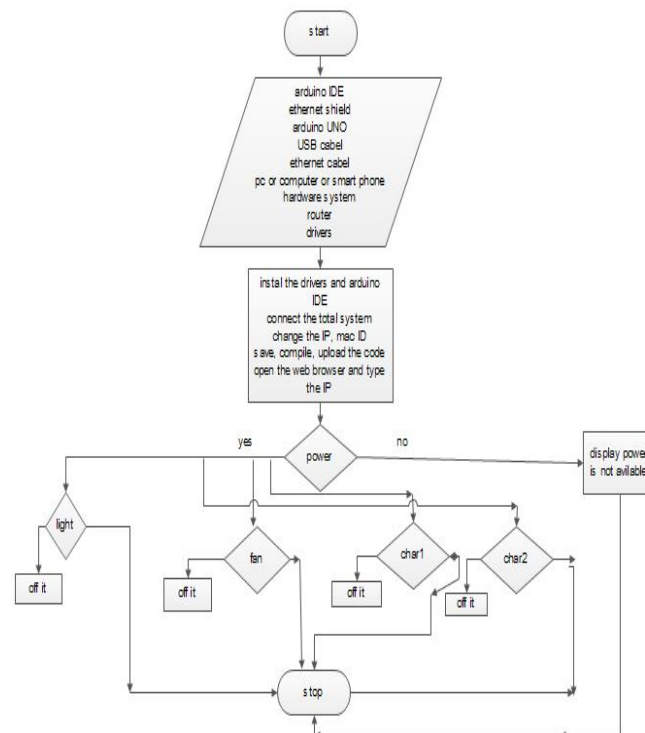 start
arduino IDE
ethernet shield
arduino UNO
USB cabel
ethernet cabel
pc or computer or smart phone
hardware system
router
drivers
instal the drivers and arduino
IDE
connect the total system
change the IP, mac ID
save, compile, upload the code
open the web browser and type
the IP
yes
power
no
display power
is not avilable
light
fan
char1
char2
off it
off it
off it
off it
stop